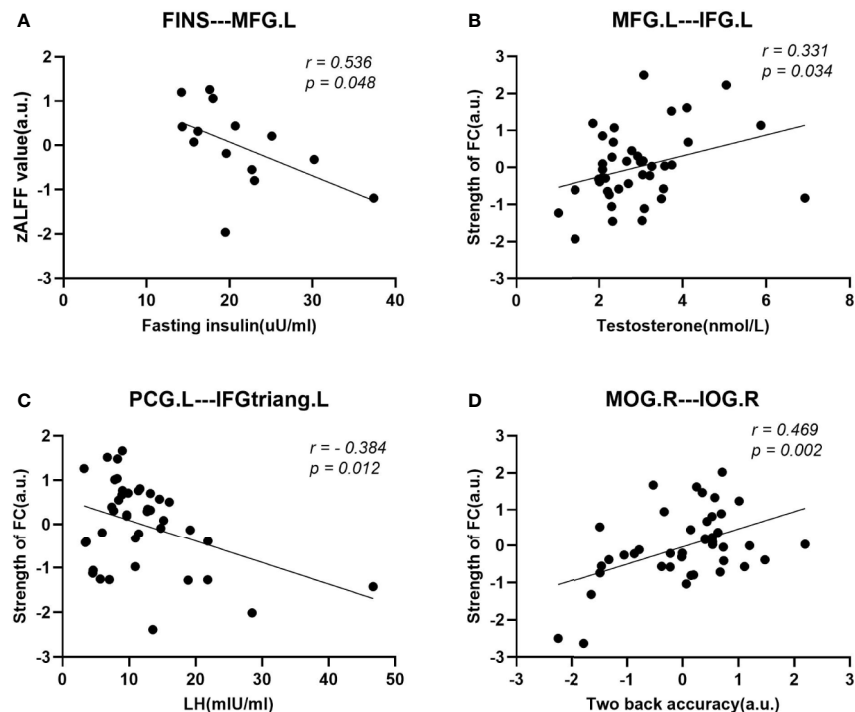 A
FINS---MFG.L
r = 0.536
p = 0.048
zALFF value(a.u.)
2
1
0
-1
-2
-3
0
10
20
30
40
Fasting insulin(uU/ml)
B
MFG.L---IFG.L
r = 0.331
p = 0.034
Strength of FC(a.u.)
3
2
1
0
-1
-2
-3
0
2
4
6
8
Testosterone(nmol/L)
C
PCG.L---IFGtriang.L
r = - 0.384
p = 0.012
Strength of FC(a.u.)
2
1
0
-1
-2
-3
0
10
20
30
40
50
LH(mIU/ml)
D
MOG.R---IOG.R
r = 0.469
p = 0.002
Strength of FC(a.u.)
3
2
1
0
-1
-2
-3
-3
-2
-1
0
1
2
3
Two back accuracy(a.u.)